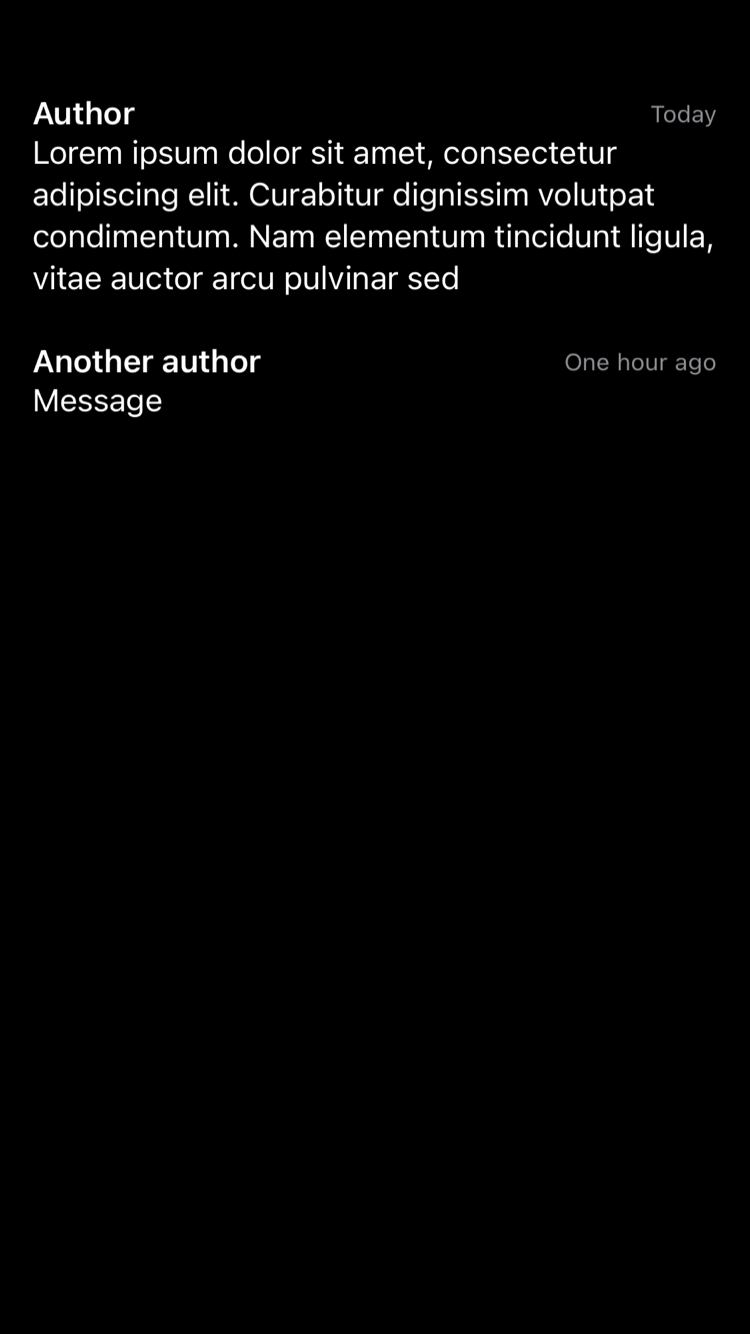 Author Today
Lorem ipsum dolor sit amet, consectetur
adipiscing elit. Curabitur dignissim volutpat
condimentum. Nam elementum tincidunt ligula,
vitae auctor arcu pulvinar sed
Another author One hour ago
Message